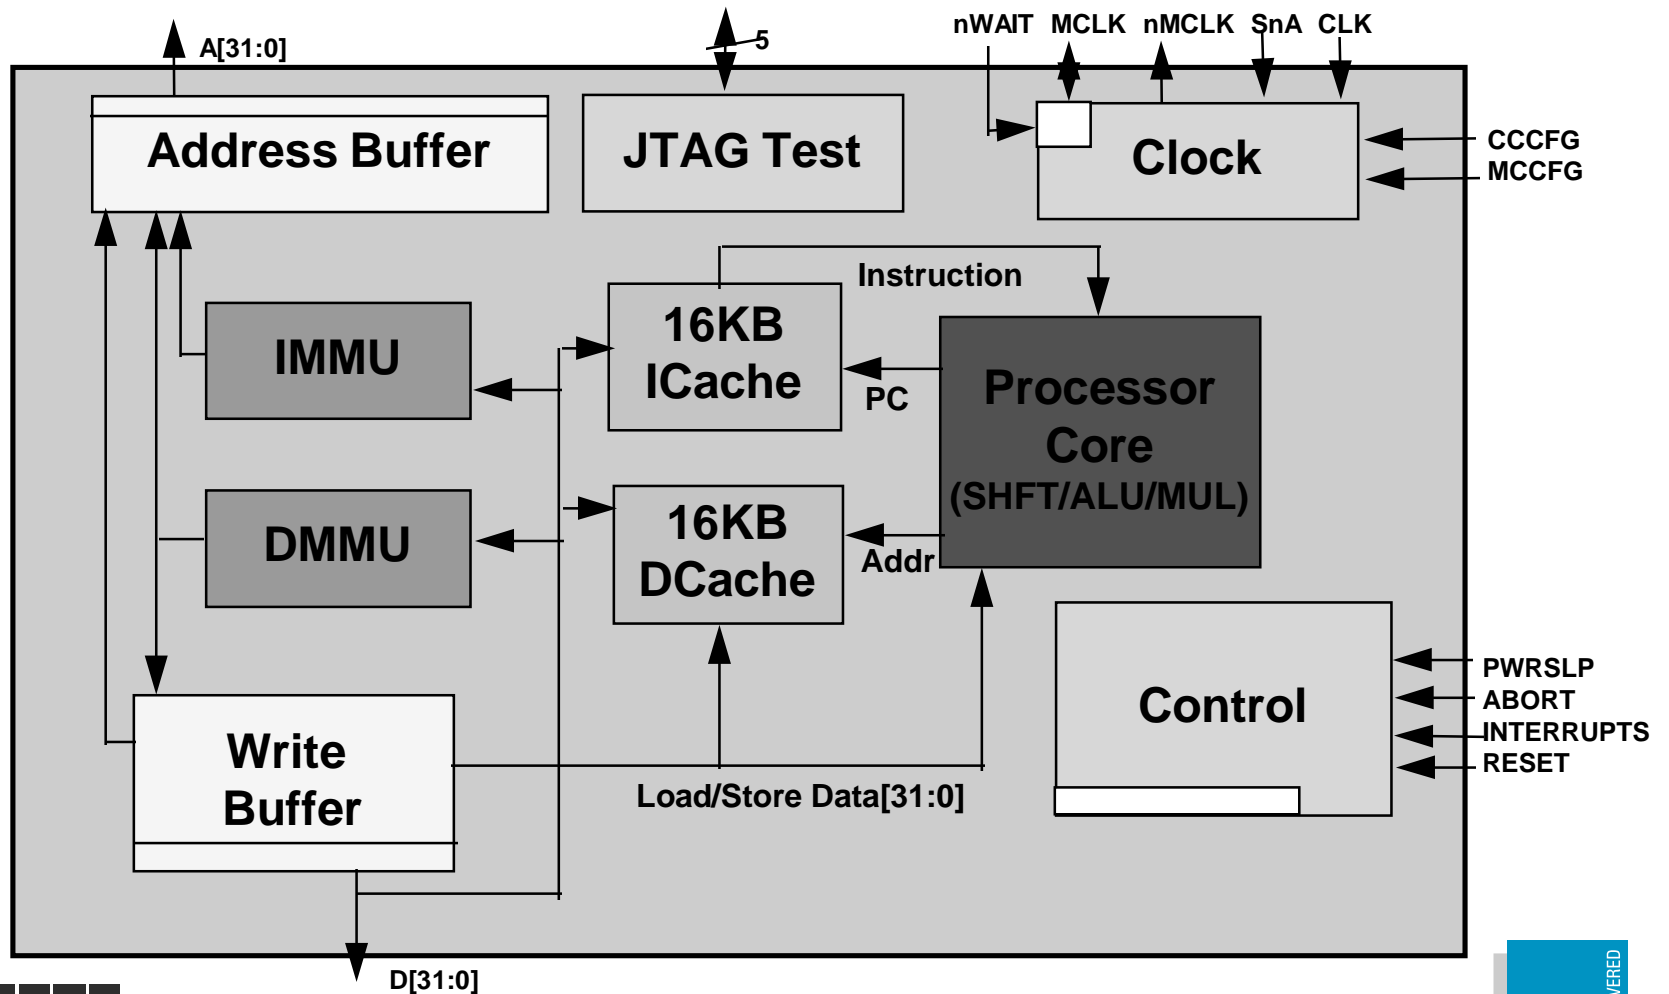 nWAIT MCLK nMCLK SnA CLK
A[31:0]
5
Address Buffer
JTAG Test
Clock
CCCFG
MCCFG
Instruction
16KB
ICache
IMMU
PC
Processor
Core
(SHFT/ALU/MUL)
16KB
DCache
DMMU
Addr
PWRSLP
ABORT
INTERRUPTS
RESET
Control
Write
Buffer
Load/Store Data[31:0]
D[31:0]